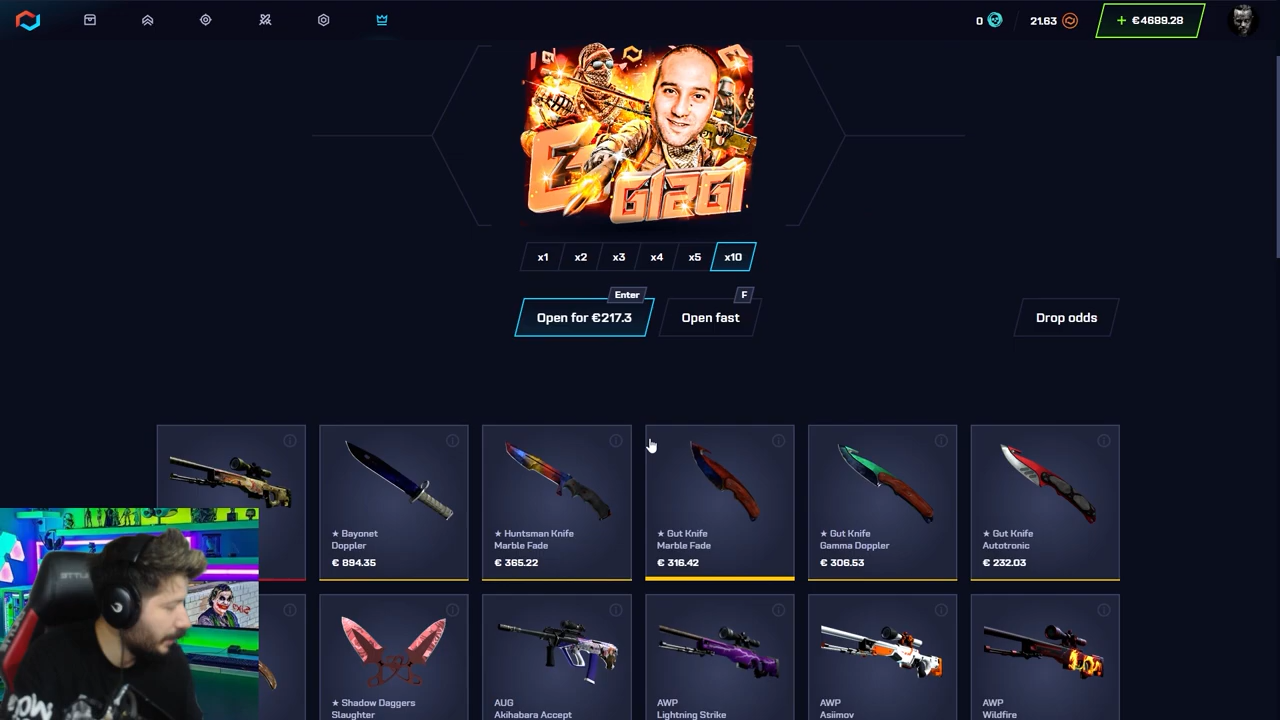 0
21.63
+ €4689.28
E
G12G1
x1
x2
x3
x4
x5
x10
Enter
F
Open for €217.3
Open fast
Drop odds
★ Bayonet
Doppler
€ 894.35
★ Huntsman Knife
Marble Fade
€ 365.22
★ Gut Knife
Marble Fade
€ 316.42
★ Gut Knife
Gamma Doppler
€ 306.53
★ Gut Knife
Autotronic
€ 232.03
★ Shadow Daggers
Slaughter
AUG
Akihabara Accept
AWP
Lightning Strike
AWP
Asiimov
AWP
Wildfire